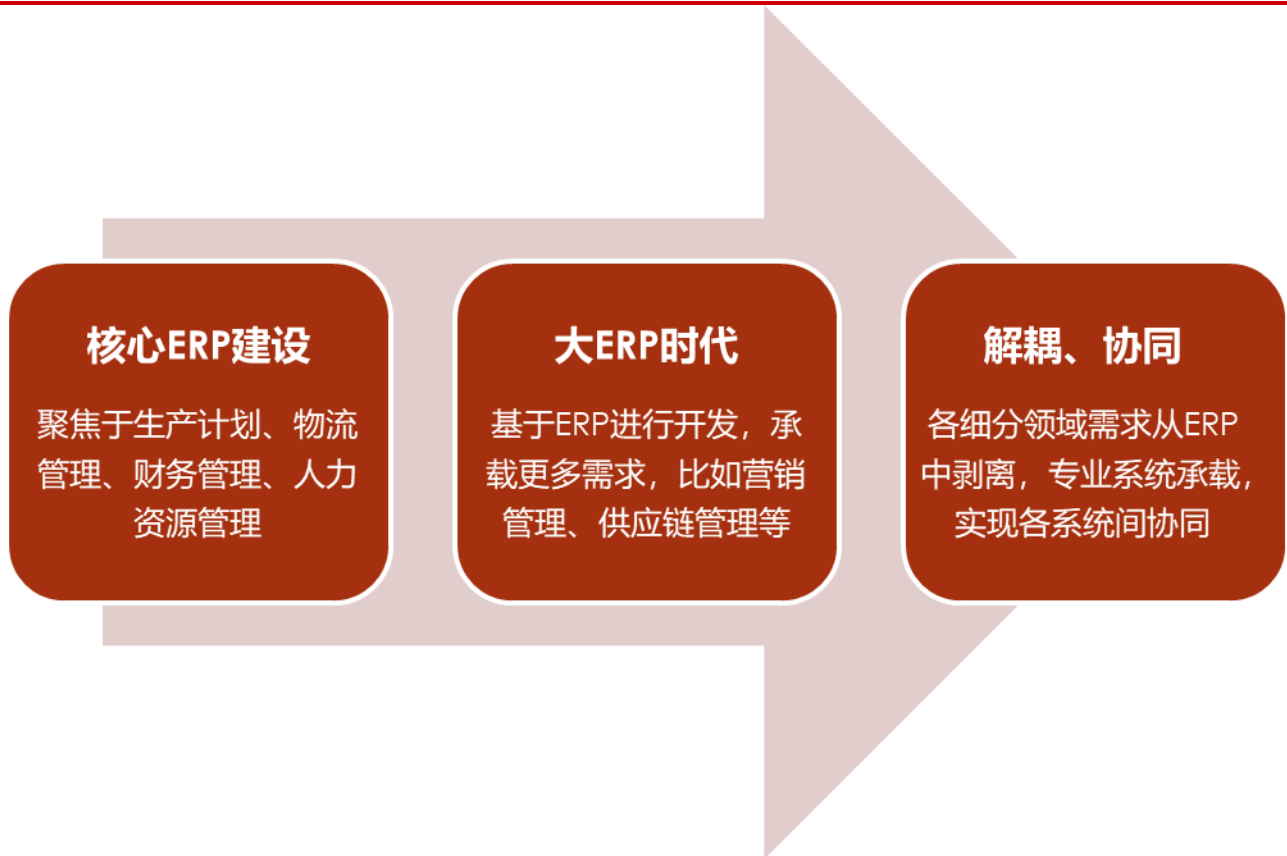 核心ERP建设
聚焦于生产计划、物流
管理、财务管理、人力
资源管理
大ERP时代
基于ERP进行开发，承
载更多需求，比如营销
管理、供应链管理等
解耦、协同
各细分领域需求从ERP
中剥离，专业系统承载，
实现各系统间协同